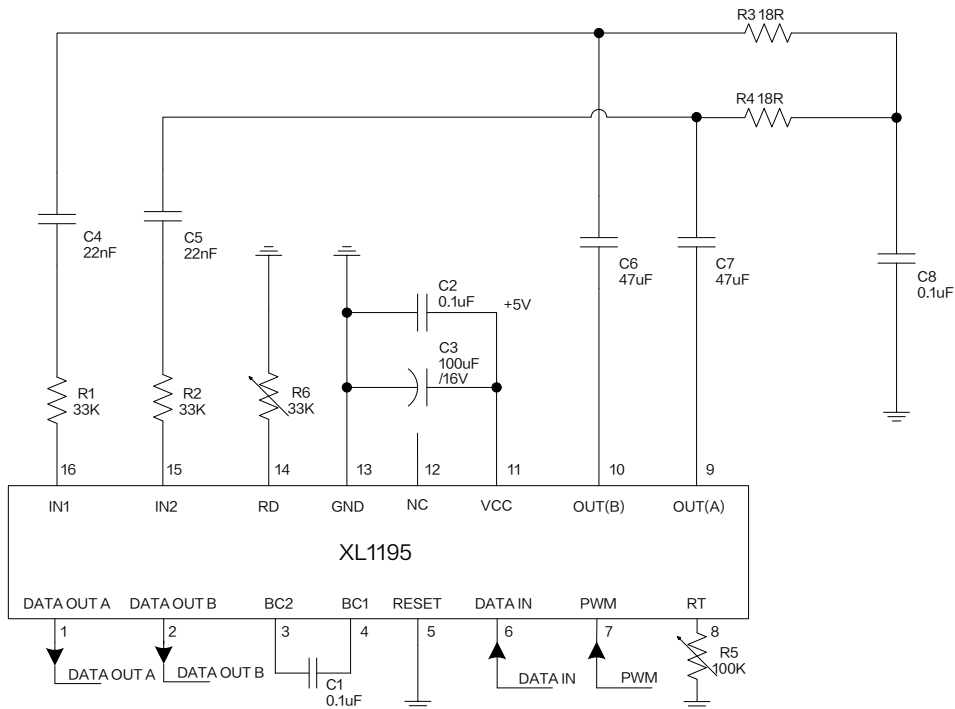 R3 18R
R4 18R
C4
22nF
C5
22nF
C2
0.1uF
+5V
C3
100uF
/16V
C6
47uF
C7
47uF
C8
0.1uF
R1
33K
R2
33K
R6
33K
16
15
14
13
12
11
10
9
IN1
IN2
RD
GND
NC
VCC
OUT(B)
OUT(A)
XL1195
DATA OUT A
DATA OUT B
BC2
BC1
RESET
DATA IN
PWM
RT
1
2
3
4
5
6
7
8
DATA OUT A
DATA OUT B
C1
0.1uF
DATA IN
PWM
R5
100K